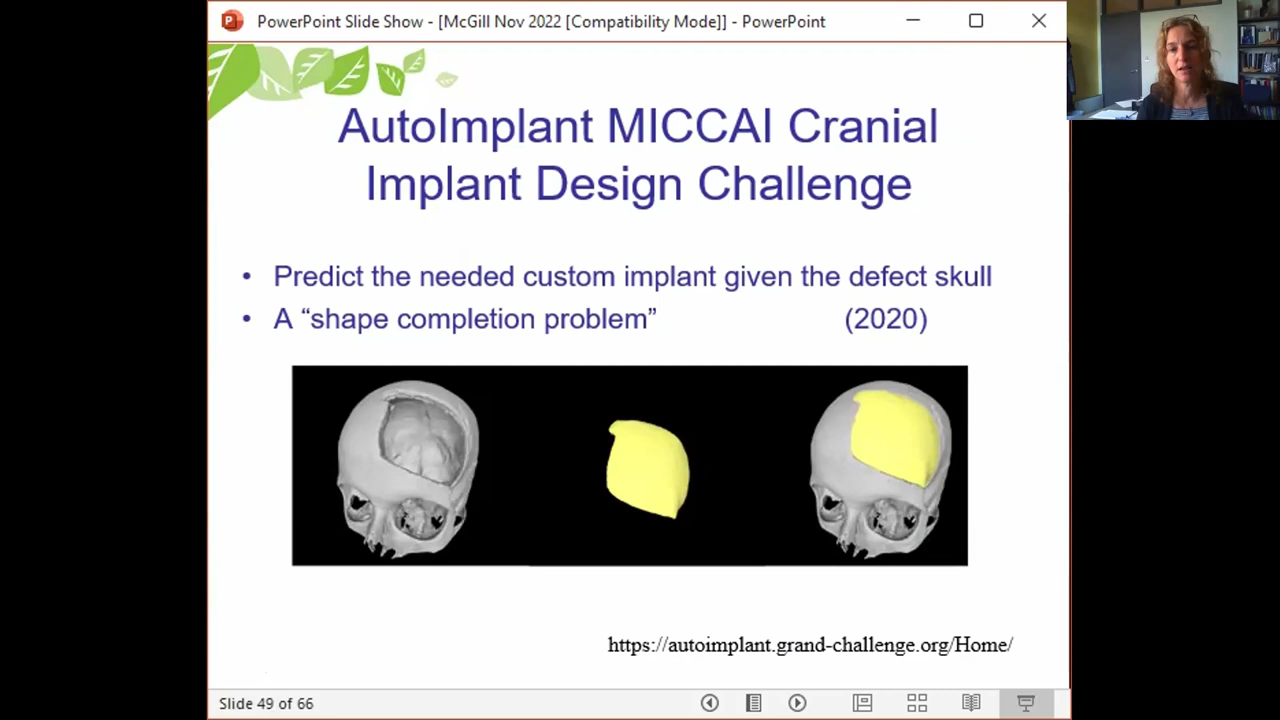 PowerPoint Slide Show - [McGill Nov 2022 [Compatibility Mode]] - PowerPoint
AutoImplant MICCAI Cranial
Implant Design Challenge
• Predict the needed custom implant given the defect skull
• A “shape completion problem” (2020)
https://autoimplant.grand-challenge.org/Home/
Slide 49 of 66